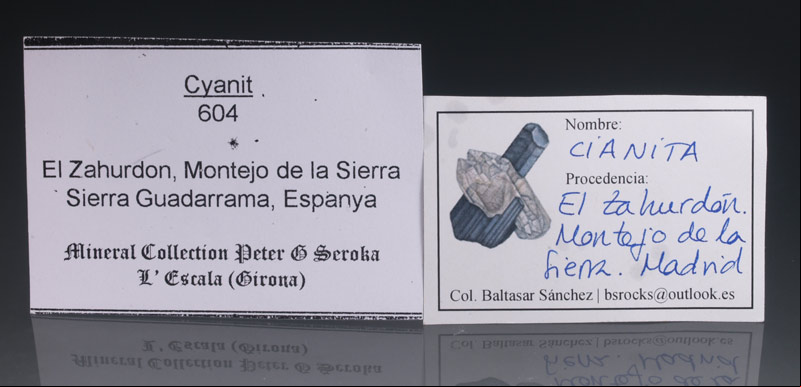 Cyanit
604
El Zahurdon, Montejo de la Sierra
Sierra Guadarrama, Espanya
Mineral Collection Peter G Seroka
L'Escala (Girona)
Nombre:
CIANITA
Procedencia:
El Zahurdón.
Montejo de la
Sierra. Madrid
Col. Baltasar Sánchez | bsrocks@outlook.es